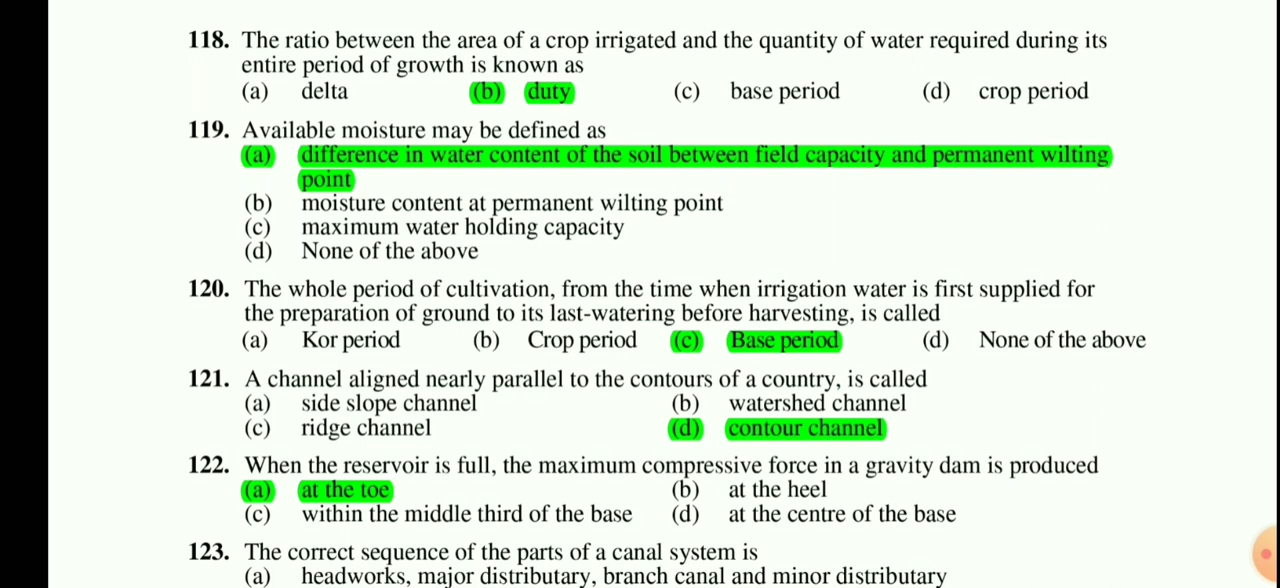 118. The ratio between the area of a crop irrigated and the quantity of water required during its
entire period of growth is known as
(a) delta (b) duty (c) base period (d) crop period
119. Available moisture may be defined as
(a) difference in water content of the soil between field capacity and permanent wilting
point
(b) moisture content at permanent wilting point
(c) maximum water holding capacity
(d) None of the above
120. The whole period of cultivation, from the time when irrigation water is first supplied for
the preparation of ground to its last-watering before harvesting, is called
(a) Kor period (b) Crop period (c) Base period (d) None of the above
121. A channel aligned nearly parallel to the contours of a country, is called
(a) side slope channel (b) watershed channel
(c) ridge channel (d) contour channel
122. When the reservoir is full, the maximum compressive force in a gravity dam is produced
(a) at the toe (b) at the heel
(c) within the middle third of the base (d) at the centre of the base
123. The correct sequence of the parts of a canal system is
(a) headworks, major distributary, branch canal and minor distributary